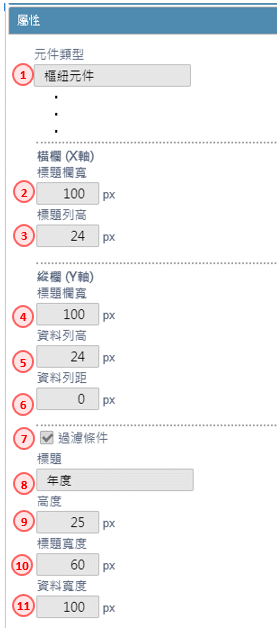 屬性
元件類型
1 樞紐元件
橫欄 (X軸)
標題欄寬
2 100 px
標題列高
3 24 px
縱欄 (Y軸)
標題欄寬
4 100 px
資料列高
5 24 px
資料列距
6 0 px
7 過濾條件
標題
8 年度
高度
9 25 px
標題寬度
10 60 px
資料寬度
11 100 px